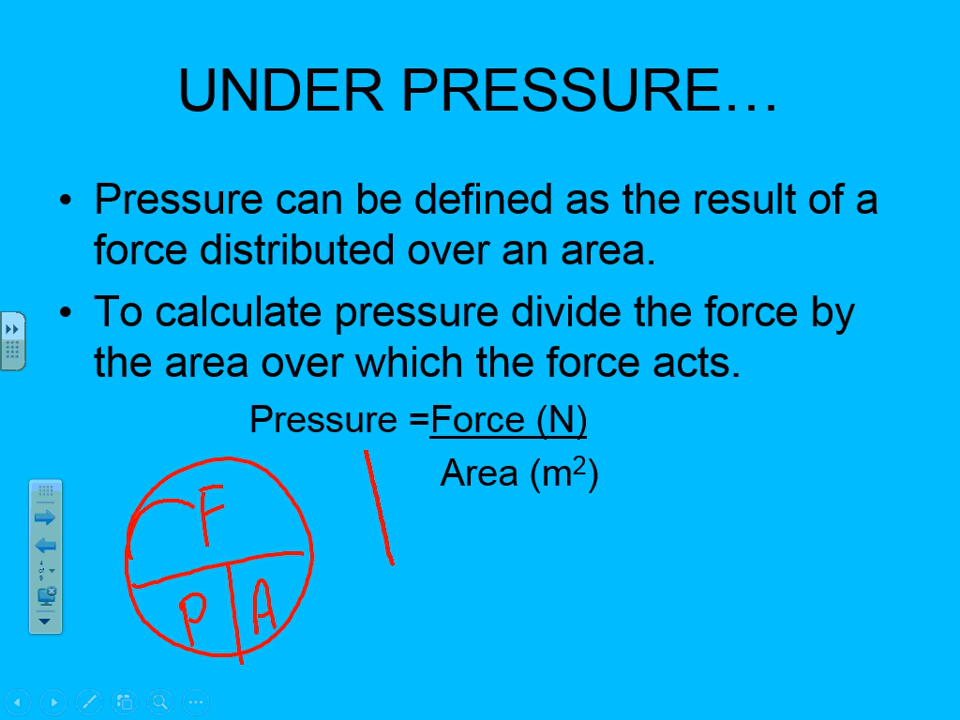 UNDER PRESSURE…
• Pressure can be defined as the result of a
force distributed over an area.
• To calculate pressure divide the force by
the area over which the force acts.
Pressure =Force (N)
Area (m²)
F
P A